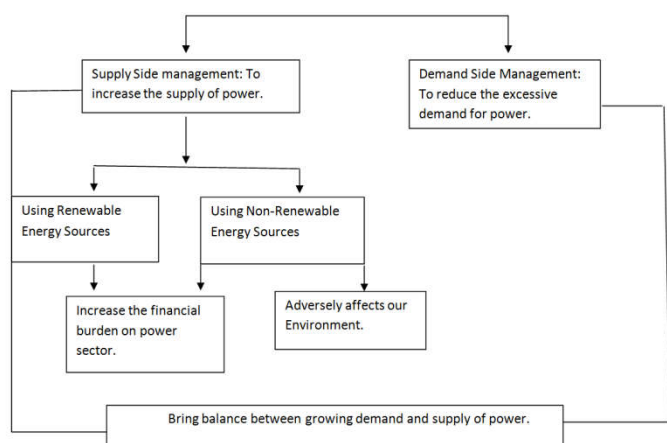 Supply Side management: To
increase the supply of power.
Demand Side Management:
To reduce the excessive
demand for power.
Using Renewable
Energy Sources
Using Non-Renewable
Energy Sources
Increase the financial
burden on power
sector.
Adversely affects our
Environment.
Bring balance between growing demand and supply of power.